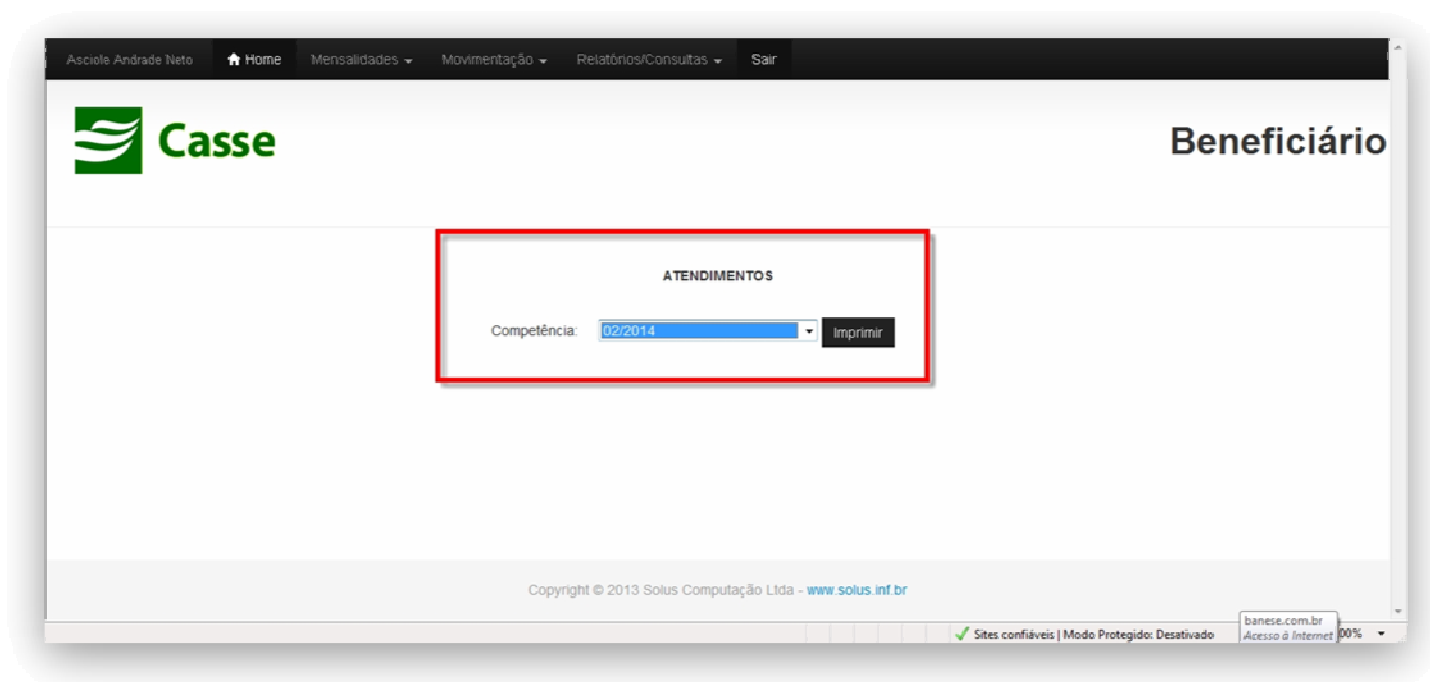 Asciole Andrade Neto Home Mensalidades Movimentação Relatórios/Consultas Sair
Casse
Beneficiário
ATENDIMENTOS
Competência: 02/2014 Imprimir
Copyright © 2013 Solus Computação Ltda - www.solus.inf.br
banese.com.br
Sites confiáveis | Modo Protegido: Desativado Acesso à Internet 00%